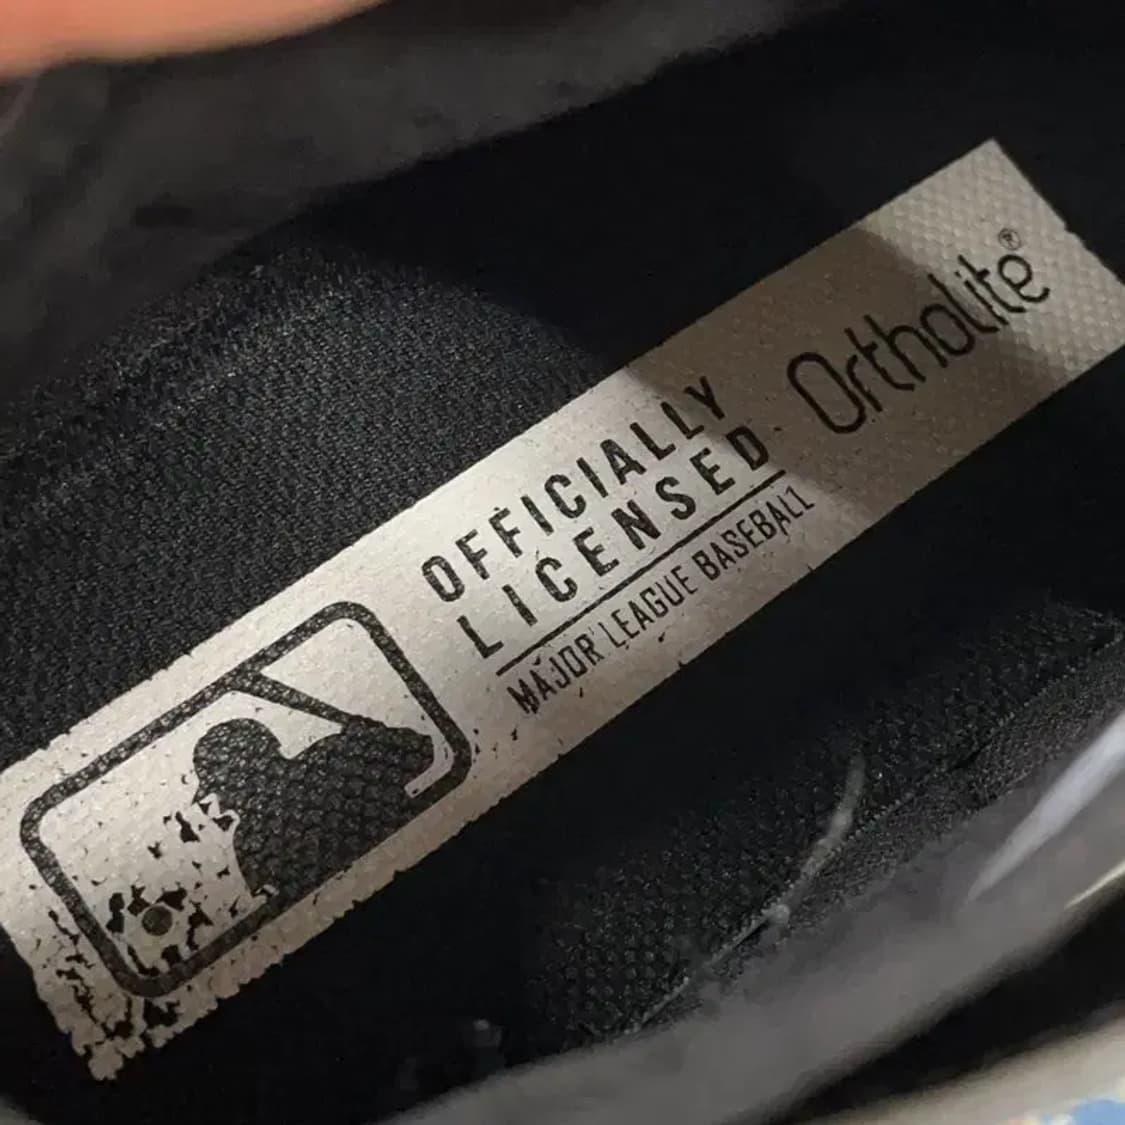 OFFICIALLY
LICENSED
MAJOR LEAGUE BASEBALL
OrthoLite®